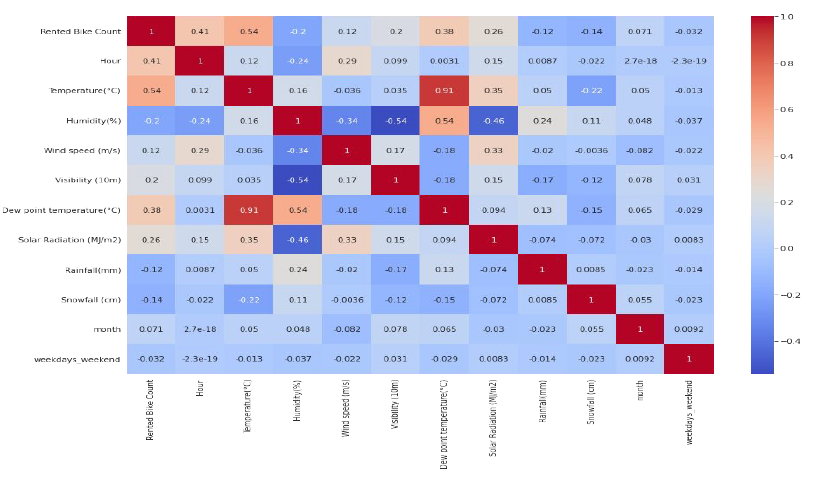 Rented Bike Count 1 0.41 0.54 -0.2 0.12 0.2 0.38 0.26 -0.12 -0.14 0.071 -0.032
Hour 0.41 1 0.12 -0.24 0.29 0.099 0.0031 0.15 0.0087 -0.022 2.7e-18 -2.3e-19
Temperature(°C) 0.54 0.12 1 0.16 -0.036 0.035 0.91 0.35 0.05 -0.22 0.05 -0.013
Humidity(%) -0.2 -0.24 0.16 1 -0.34 -0.54 0.54 -0.46 0.24 0.11 0.048 -0.037
Wind speed (m/s) 0.12 0.29 -0.036 -0.34 1 0.17 -0.18 0.33 -0.02 -0.0036 -0.082 -0.022
Visibility (10m) 0.2 0.099 0.035 -0.54 0.17 1 -0.18 0.15 -0.17 -0.12 0.078 0.031
Dew point temperature(°C) 0.38 0.0031 0.91 0.54 -0.18 -0.18 1 0.094 0.13 -0.15 0.065 -0.029
Solar Radiation (MJ/m2) 0.26 0.15 0.35 -0.46 0.33 0.15 0.094 1 -0.074 -0.072 -0.03 0.0083
Rainfall(mm) -0.12 0.0087 0.05 0.24 -0.02 -0.17 0.13 -0.074 1 0.0085 -0.023 -0.014
Snowfall (cm) -0.14 -0.022 -0.22 0.11 -0.0036 -0.12 -0.15 -0.072 0.0085 1 0.055 -0.023
month 0.071 2.7e-18 0.05 0.048 -0.082 0.078 0.065 -0.03 -0.023 0.055 1 0.0092
weekdays_weekend -0.032 -2.3e-19 -0.013 -0.037 -0.022 0.031 -0.029 0.0083 -0.014 -0.023 0.0092 1
Rented Bike Count
Hour
Temperature(°C)
Humidity(%)
Wind speed (m/s)
Visibility (10m)
Dew point temperature(°C)
Solar Radiation (MJ/m2)
Rainfall(mm)
Snowfall (cm)
month
weekdays_weekend
1.0
0.8
0.6
0.4
0.2
0.0
-0.2
-0.4